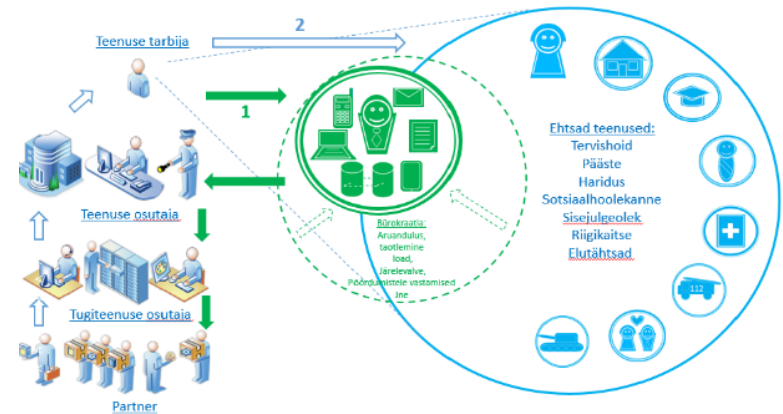 Teenuse tarbija
2
1
Teenuse osutaja
Tugiteenuse osutaja
Partner
Bürokraatia:
Aruandulus,
taotlemine
load,
Järelevalve,
Pöördumistele vastamised
Jne
Ehtsad teenused:
Tervishoid
Pääste
Haridus
Sotsiaalhoolekanne
Sisejulgeolek
Riigikaitse
Elutähtsad
112